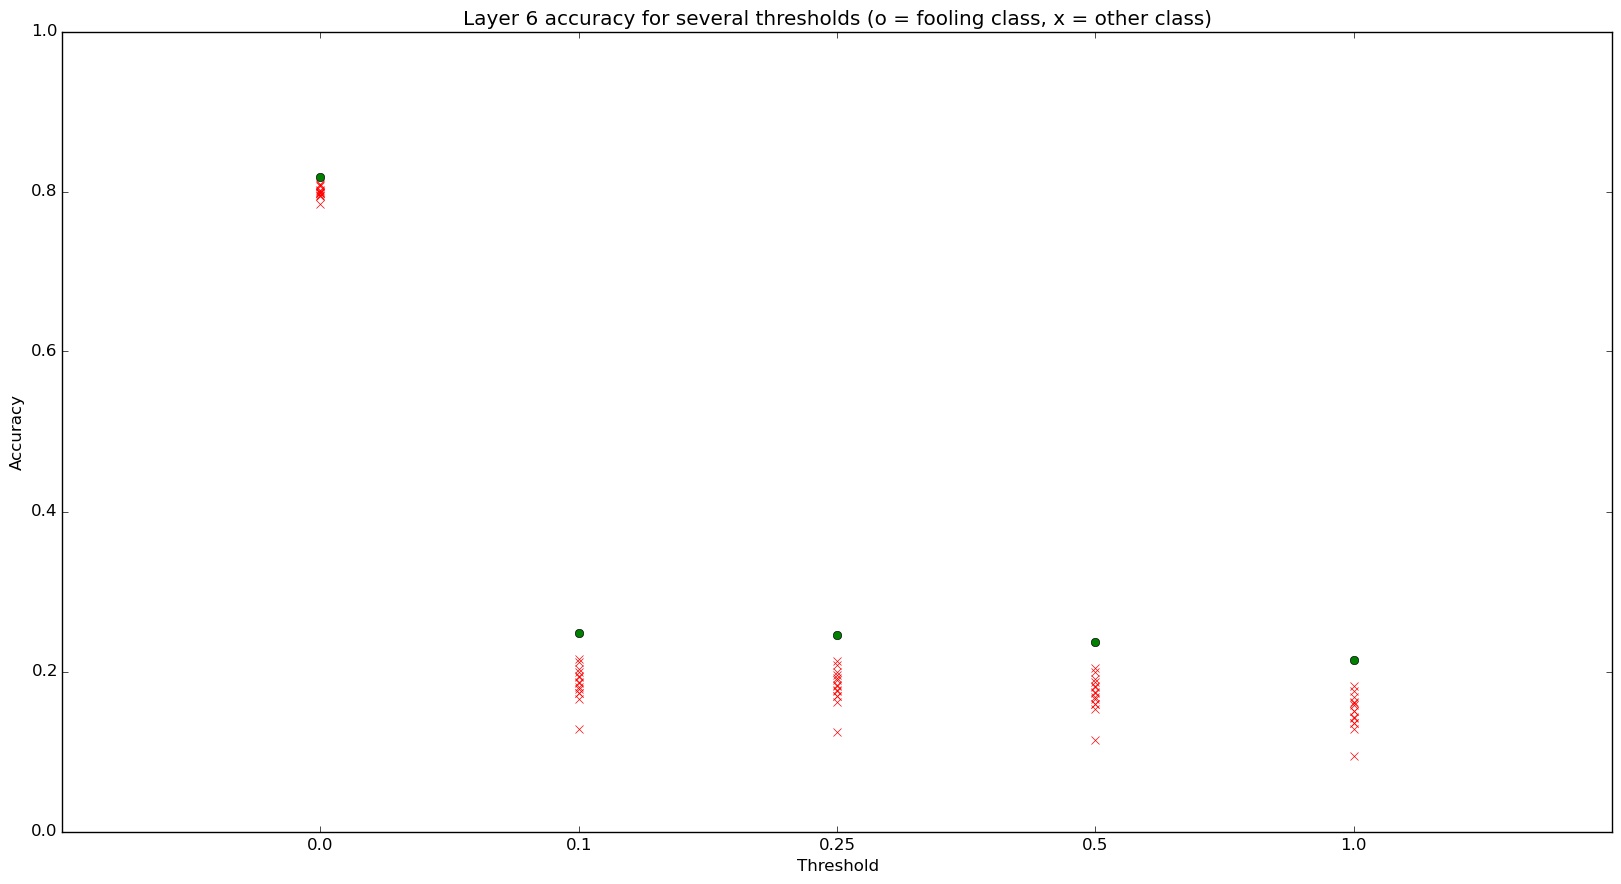 Layer 6 accuracy for several thresholds (o = fooling class, x = other class)
1.0
0.8
0.6
0.4
0.2
0.0
Accuracy
0.0 0.1 0.25 0.5 1.0
Threshold